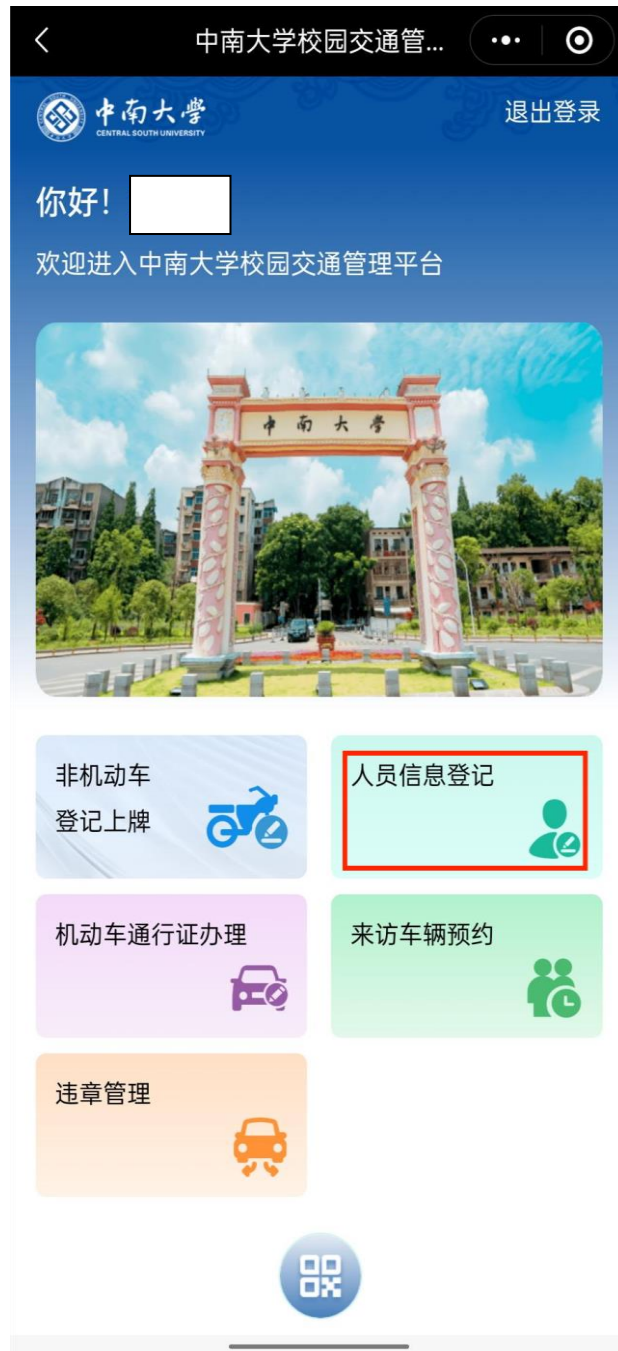 中南大学校园交通管...
中南大學
CENTRAL SOUTH UNIVERSITY
退出登录
你好!
欢迎进入中南大学校园交通管理平台
中南大學
非机动车
登记上牌
人员信息登记
机动车通行证办理
来访车辆预约
违章管理